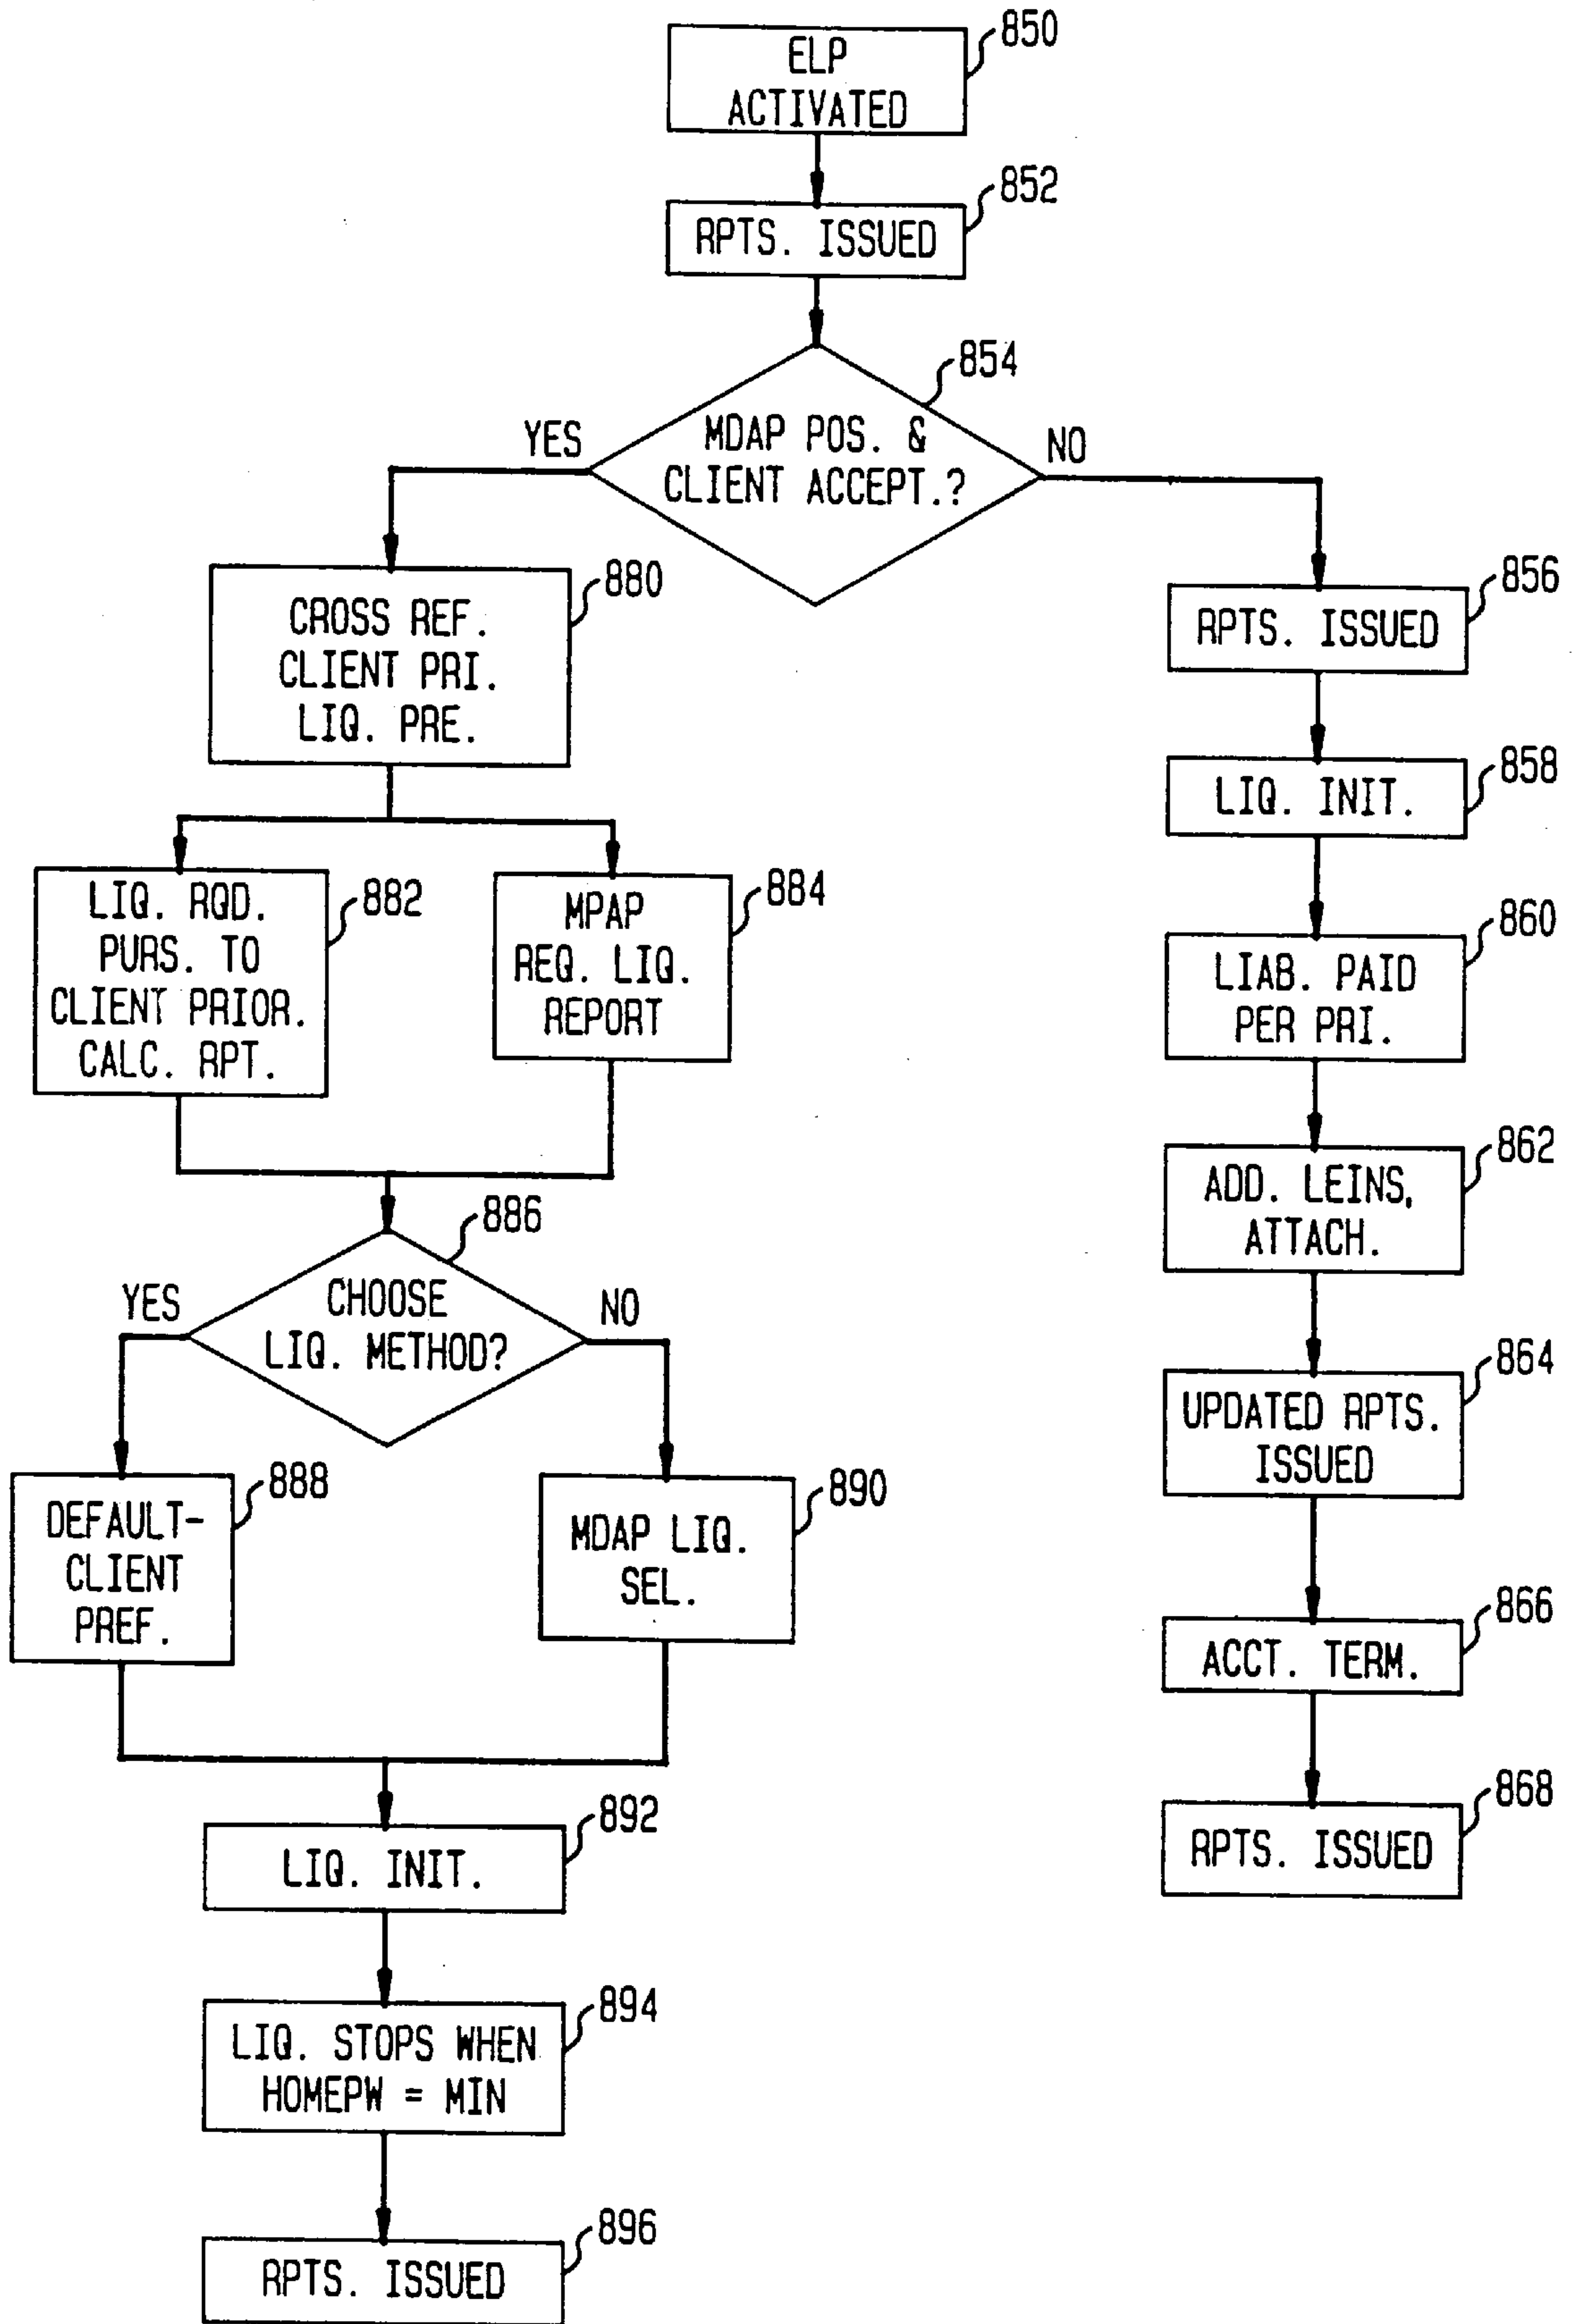 850
ELP
ACTIVATED
852
RPTS. ISSUED
854
YES
MDAP POS. &
CLIENT ACCEPT.?
NO
880
CROSS REF.
CLIENT PRI.
LIQ. PRE.
856
RPTS. ISSUED
858
LIQ. INIT.
882
LIQ. RQD.
PURS. TO
CLIENT PRIOR.
CALC. RPT.
884
MPAP
REQ. LIQ.
REPORT
860
LIAB. PAID
PER PRI.
862
ADD. LEINS,
ATTACH.
886
YES
CHOOSE
LIQ. METHOD?
NO
864
UPDATED RPTS.
ISSUED
888
DEFAULT-
CLIENT
PREF.
890
MDAP LIQ.
SEL.
866
ACCT. TERM.
868
RPTS. ISSUED
892
LIQ. INIT.
894
LIQ. STOPS WHEN
HOMEPW = MIN
896
RPTS. ISSUED